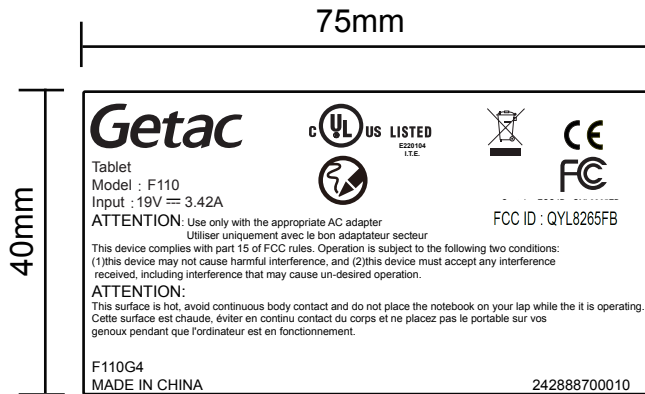 75mm
40mm
Getac
C UL US LISTED
E220104
I.T.E.
CE
FC
Tablet
Model : F110
Input : 19V 3.42A
FCC ID : QYL8265FB
ATTENTION: Use only with the appropriate AC adapter
Utiliser uniquement avec le bon adaptateur secteur
This device complies with part 15 of FCC rules. Operation is subject to the following two conditions:
(1)this device may not cause harmful interference, and (2)this device must accept any interference
received, including interference that may cause un-desired operation.
ATTENTION:
This surface is hot, avoid continuous body contact and do not place the notebook on your lap while the it is operating.
Cette surface est chaude, éviter en continu contact du corps et ne placez pas le portable sur vos
genoux pendant que l'ordinateur est en fonctionnement.
F110G4
MADE IN CHINA
242888700010